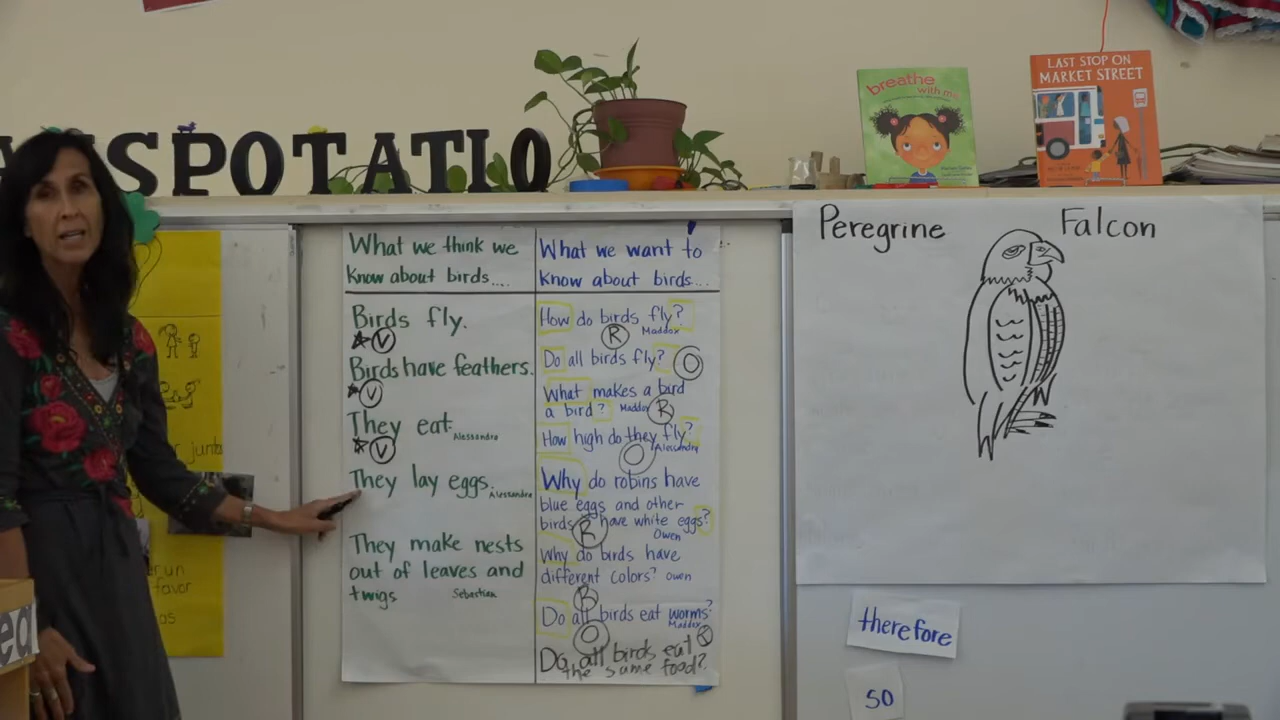 SPOTATIO
breathe
with me
LAST STOP ON
MARKET STREET
What we think we
know about birds....
Birds fly.
V
Birds have feathers.
V
They eat.
Alessandra
V
They lay eggs.
Alessandra
They make nests
out of leaves and
twigs
Sebastian
What we want to
know about birds....
How do birds fly?
Maddox
R
Do all birds fly?
O
What makes a bird
a bird? Maddox R
How high do they fly?
Alessandra
O
Why do robins have
blue eggs and other
birds have white eggs?
R
Owen
Why do birds have
different colors? Owen
R
Do all birds eat worms?
Maddox
O
R
Do all birds eat
the same food?
Peregrine Falcon
therefore
so
junto
favor
as
ea